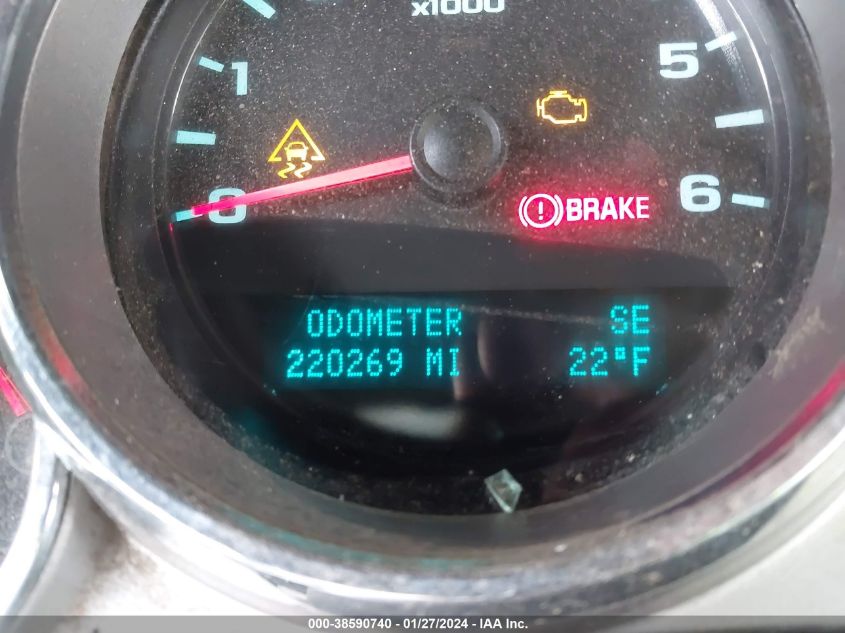 x1000
1
5
0
6
BRAKE
ODOMETER SE
220269 MI 22°F
000-38590740 - 01/27/2024 - IAA Inc.